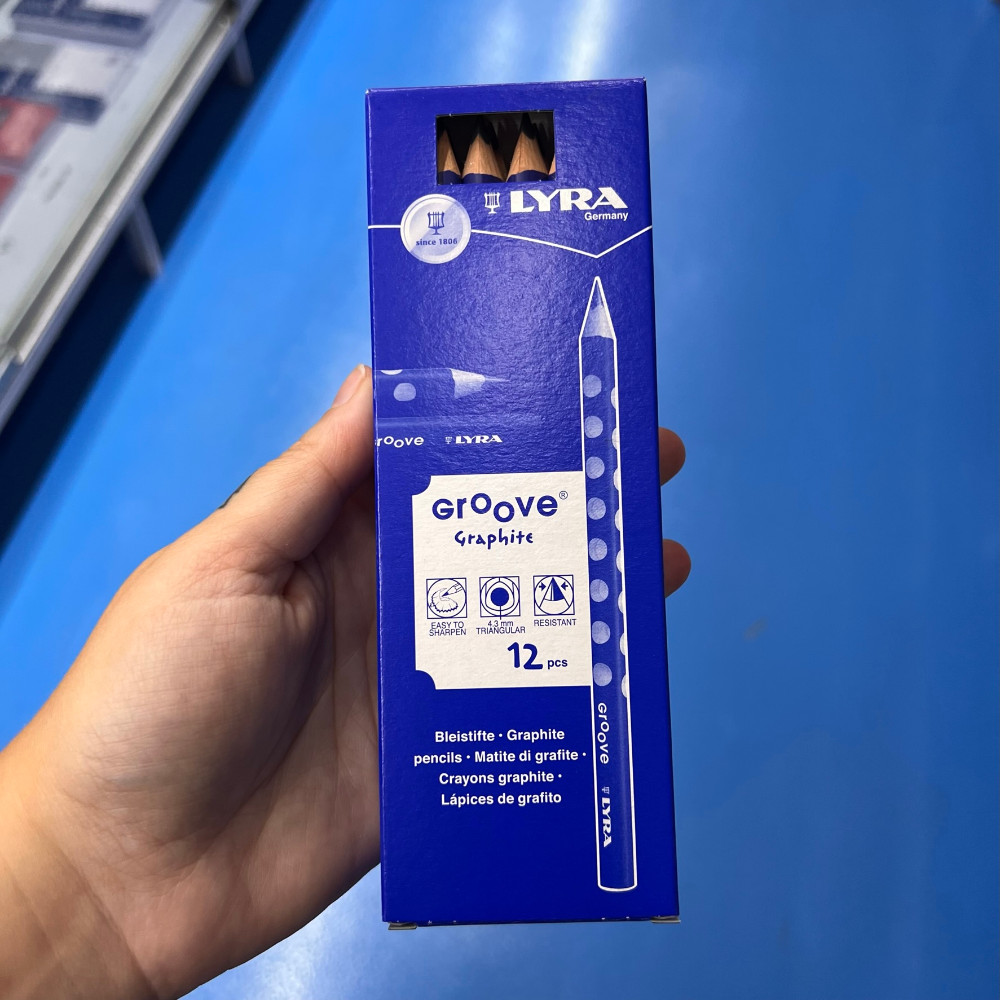 LYRA
Germany
since 1806
roove LYRA
GrOOve®
Graphite
EASY TO
SHARPEN
4.3 mm
TRIANGULAR
RESISTANT
12 pcs
Bleistifte · Graphite
pencils · Matite di grafite ·
Crayons graphite ·
Lápices de grafito
GrOOve LYRA